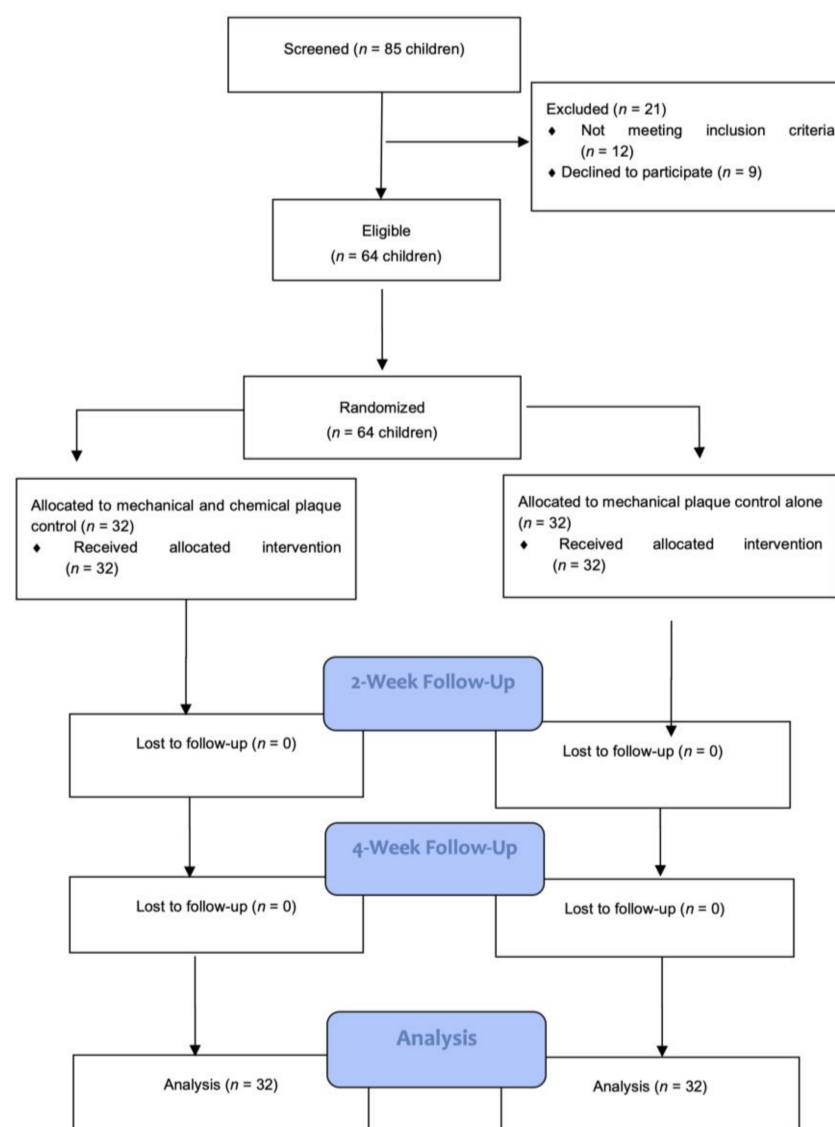 Screened (n = 85 children)
Excluded (n = 21)
♦ Not meeting inclusion criteria
(n = 12)
♦ Declined to participate (n = 9)
Eligible
(n = 64 children)
Randomized
(n = 64 children)
Allocated to mechanical and chemical plaque
control (n = 32)
♦ Received allocated intervention
(n = 32)
Allocated to mechanical plaque control alone
(n = 32)
♦ Received allocated intervention
(n = 32)
2-Week Follow-Up
Lost to follow-up (n = 0)
Lost to follow-up (n = 0)
4-Week Follow-Up
Lost to follow-up (n = 0)
Lost to follow-up (n = 0)
Analysis
Analysis (n = 32)
Analysis (n = 32)